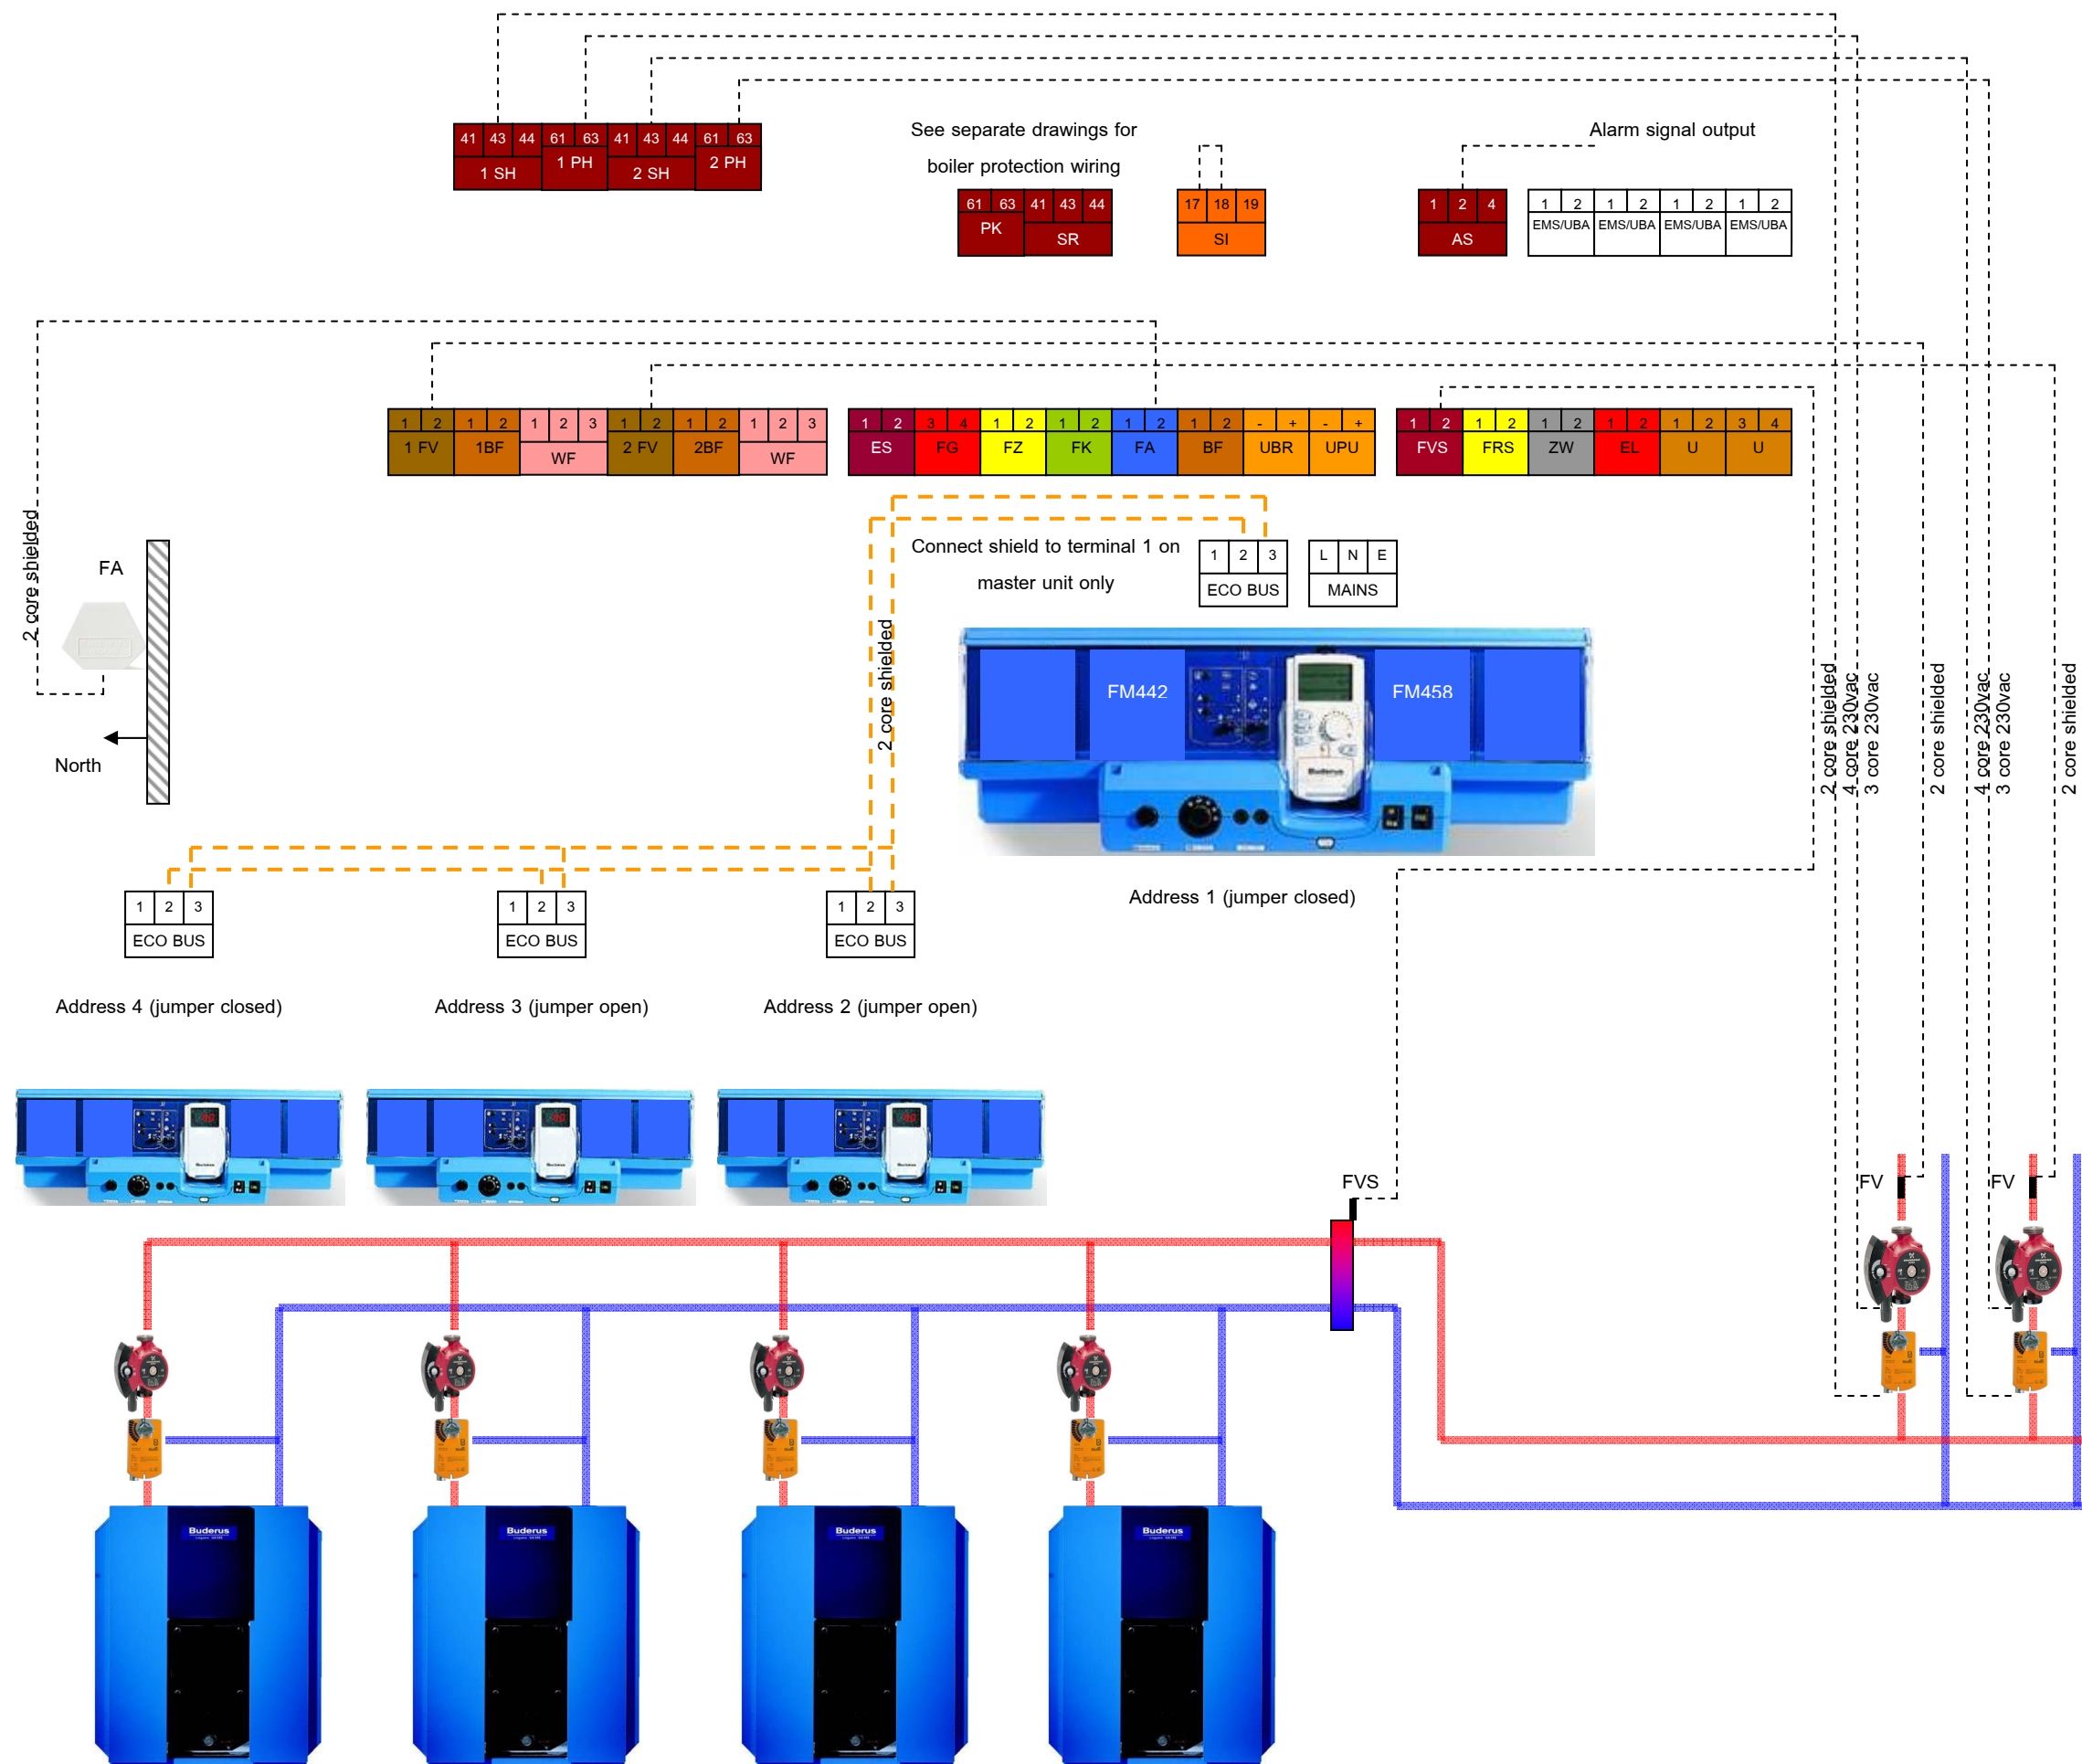 41 43 44 61 63 41 43 44 61 63
1 SH 1 PH 2 SH 2 PH
See separate drawings for
boiler protection wiring
Alarm signal output
61 63 41 43 44
PK SR
17 18 19
SI
1 2 4
AS
1 2 1 2 1 2 1 2
EMS/UBA EMS/UBA EMS/UBA EMS/UBA
1 2 1 2 1 2 3 1 2 1 2 1 2 3
1 FV 1BF WF 2 FV 2BF WF
1 2 3 4 1 2 1 2 1 2 1 2 - + - +
ES FG FZ FK FA BF UBR UPU
1 2 1 2 1 2 1 2 1 2 3 4
FVS FRS ZW EL U U
2 core shielded
FA
North
Connect shield to terminal 1 on
master unit only
1 2 3
ECO BUS
L N E
MAINS
2 core shielded
FM442
FM458
Buderus
2 core shielded
4 core 230vac
3 core 230vac
2 core shielded
4 core 230vac
3 core 230vac
2 core shielded
Address 1 (jumper closed)
1 2 3
ECO BUS
1 2 3
ECO BUS
1 2 3
ECO BUS
Address 4 (jumper closed)
Address 3 (jumper open)
Address 2 (jumper open)
Buderus
Buderus
Buderus
FVS
FV
FV
Buderus
Buderus
Buderus
Buderus